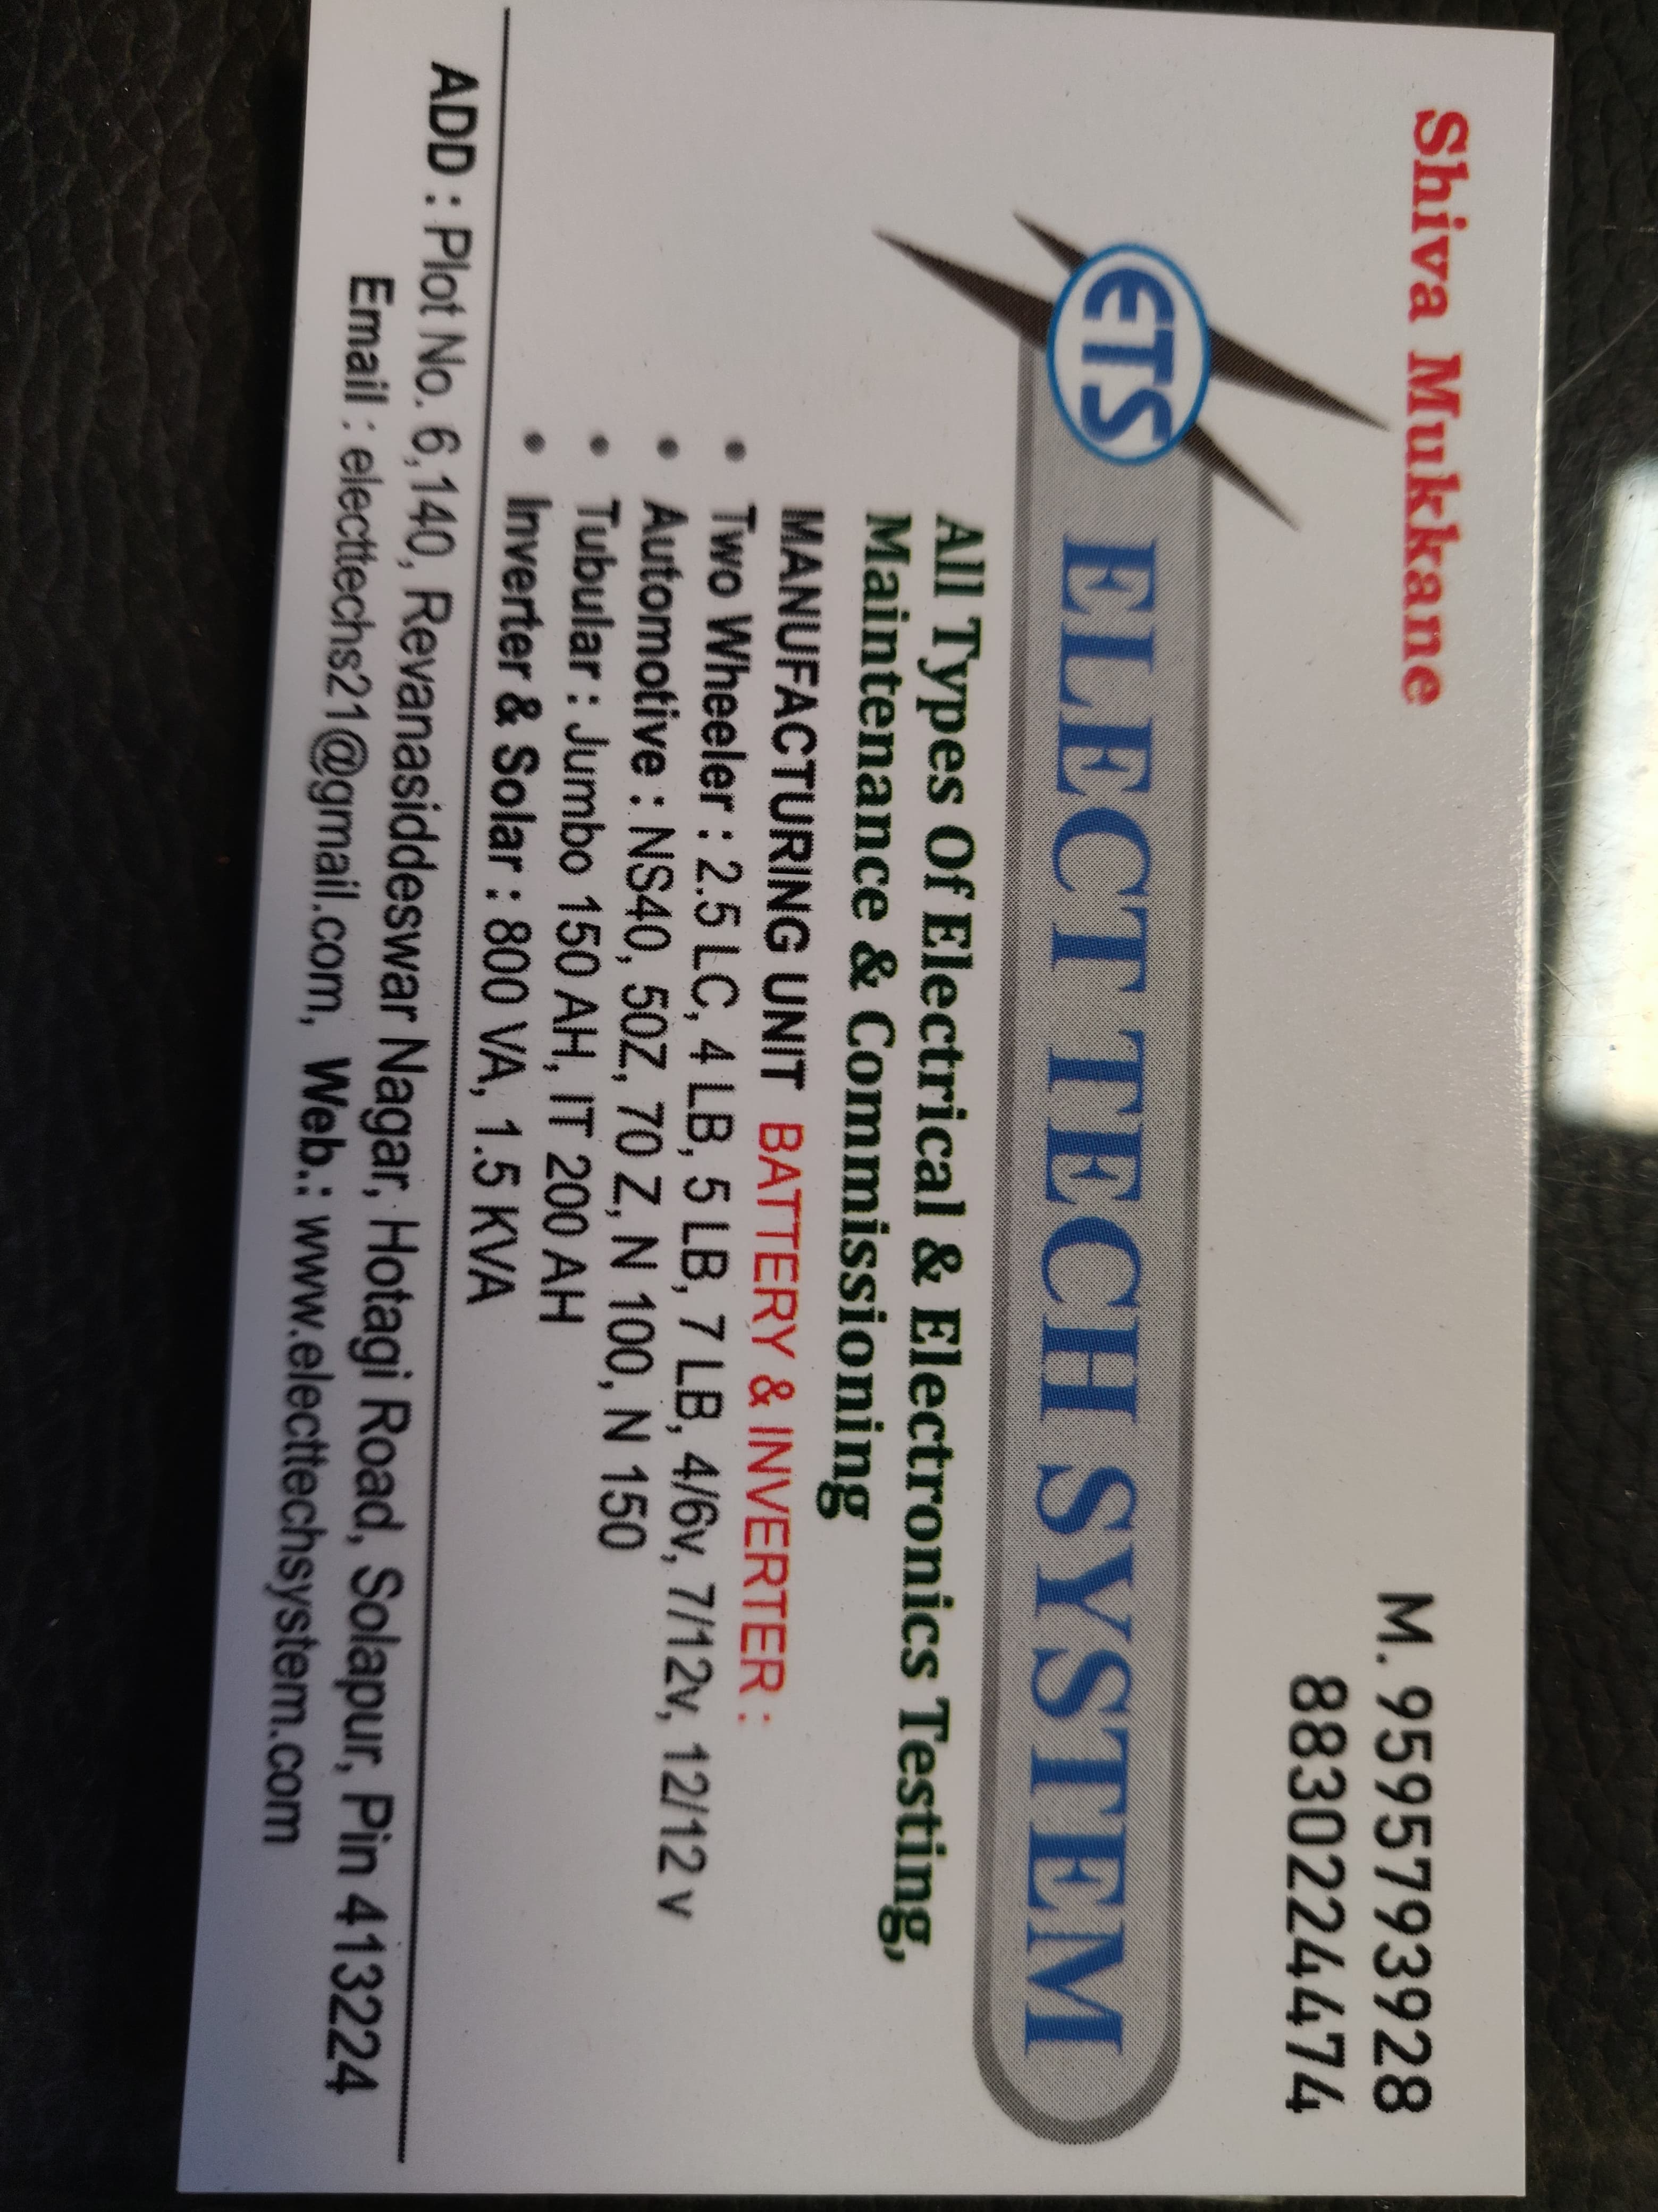 Shiva Mukkane
M. 9595793928
8830224474
ETS ELECT TECH SYSTEM
All Types Of Electrical & Electronics Testing,
Maintenance & Commissioning
MANUFACTURING UNIT BATTERY & INVERTER :
• Two Wheeler : 2.5 LC, 4 LB, 5 LB, 7 LB, 4/6v, 7/12v, 12/12 v
• Automotive : NS40, 50Z, 70 Z, N 100, N 150
• Tubular : Jumbo 150 AH, IT 200 AH
• Inverter & Solar : 800 VA, 1.5 KVA
ADD : Plot No. 6,140, Revanasiddeswar Nagar, Hotagi Road, Solapur, Pin 413224
Email : electtechs21@gmail.com, Web.: www.electtechsystem.com